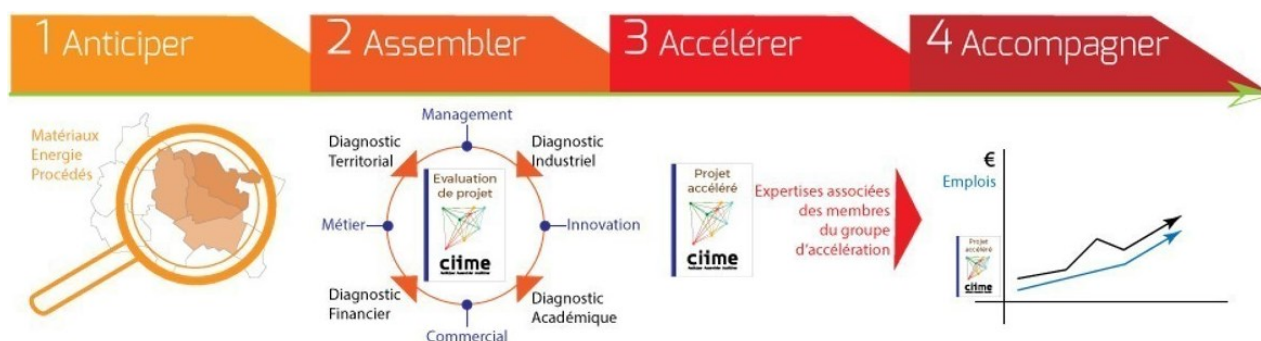 1 Anticiper
2 Assembler
3 Accélérer
4 Accompagner
Matériaux
Energie
Procédés
Management
Diagnostic
Territorial
Diagnostic
Industriel
Evaluation
de projet
Métier
Innovation
ciime
Diagnostic
Financier
Diagnostic
Académique
Commercial
Projet
accéléré
ciime
Expertises associées
des membres
du groupe
d'accélération
€
Emplois
Projet
accéléré
ciime